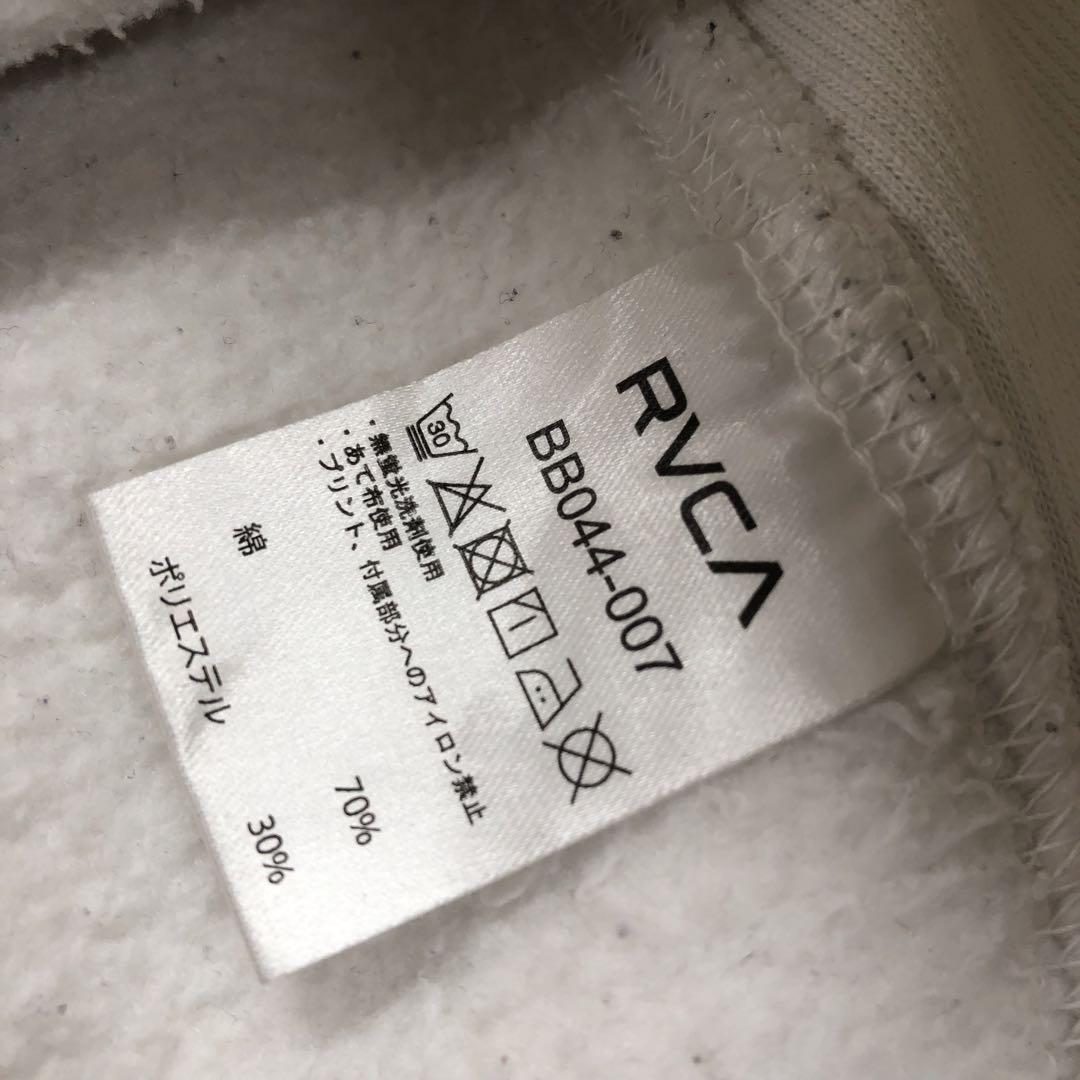 RVCA
BB044-007
30
・無蛍光洗剤使用
・あて布使用
・プリント、付属部分へのアイロン禁止
綿 70%
ポリエステル 30%